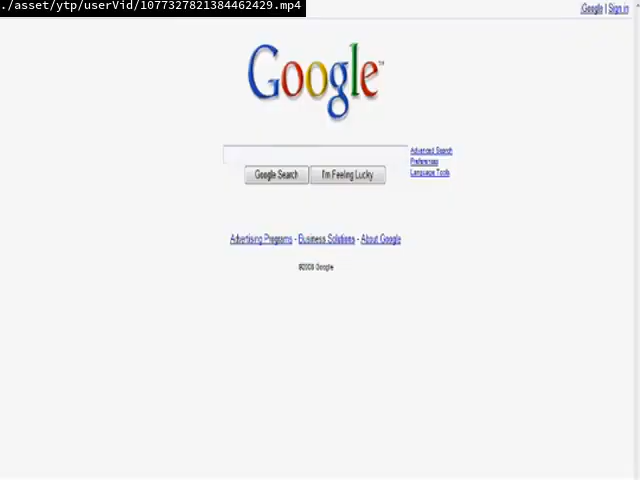 ./asset/ytp/userVid/1077327821384462429.mp4
Google | Sign in
Google™
Advanced Search
Preferences
Language Tools
Google Search
I'm Feeling Lucky
Advertising Programs - Business Solutions - About Google
Google